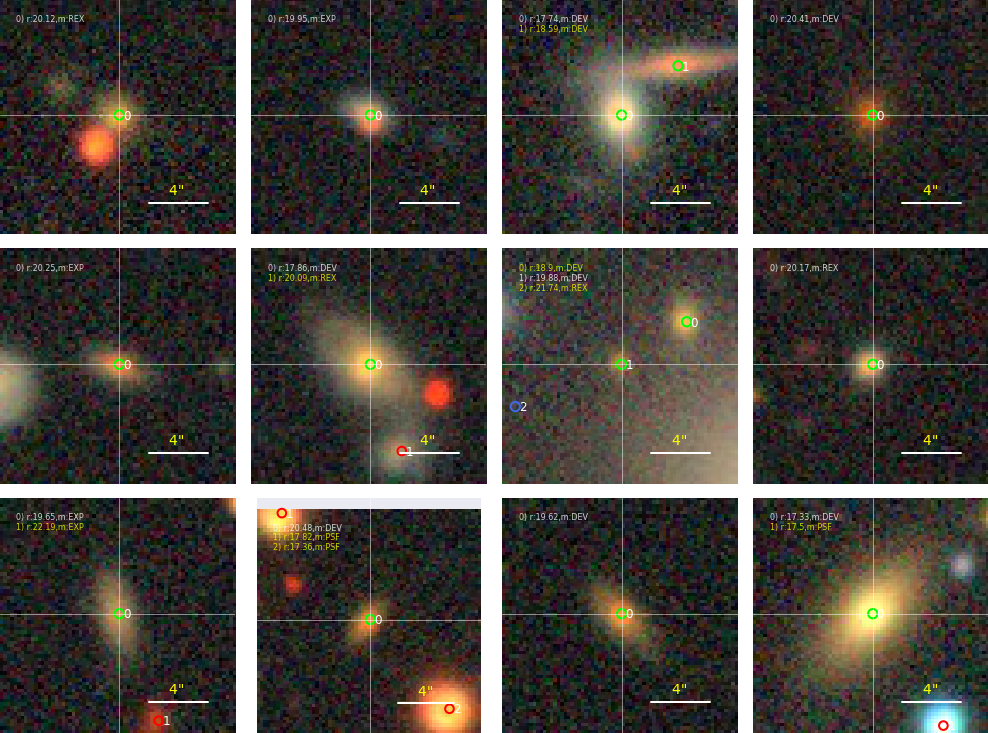 0) r:20.12,m:REX
0
4"
0) r:19.95,m:EXP
0
4"
0) r:17.74,m:DEV
1) r:18.59,m:DEV
1
4"
0) r:20.41,m:DEV
0
4"
0) r:20.25,m:EXP
0
4"
0) r:17.86,m:DEV
1) r:20.09,m:REX
0
1
4"
0) r:18.9,m:DEV
1) r:19.88,m:DEV
2) r:21.74,m:REX
0
1
2
4"
0) r:20.17,m:REX
0
4"
0) r:19.65,m:EXP
1) r:22.19,m:EXP
0
1
4"
0) r:20.48,m:DEV
1) r:17.82,m:PSF
2) r:17.36,m:PSF
0
2
4"
0) r:19.62,m:DEV
0
4"
0) r:17.33,m:DEV
1) r:17.5,m:PSF
4"